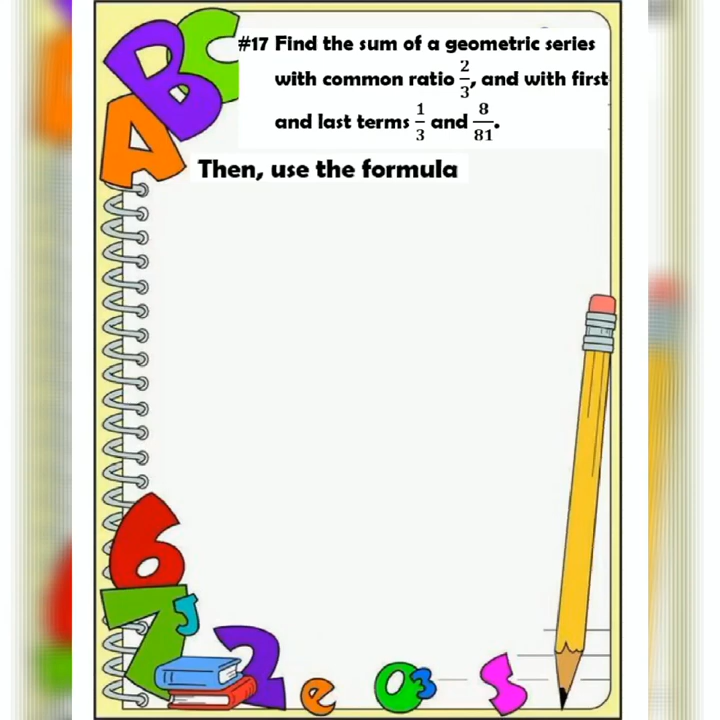 #17 Find the sum of a geometric series
with common ratio 2/3, and with first
and last terms 1/3 and 8/81.
Then, use the formula